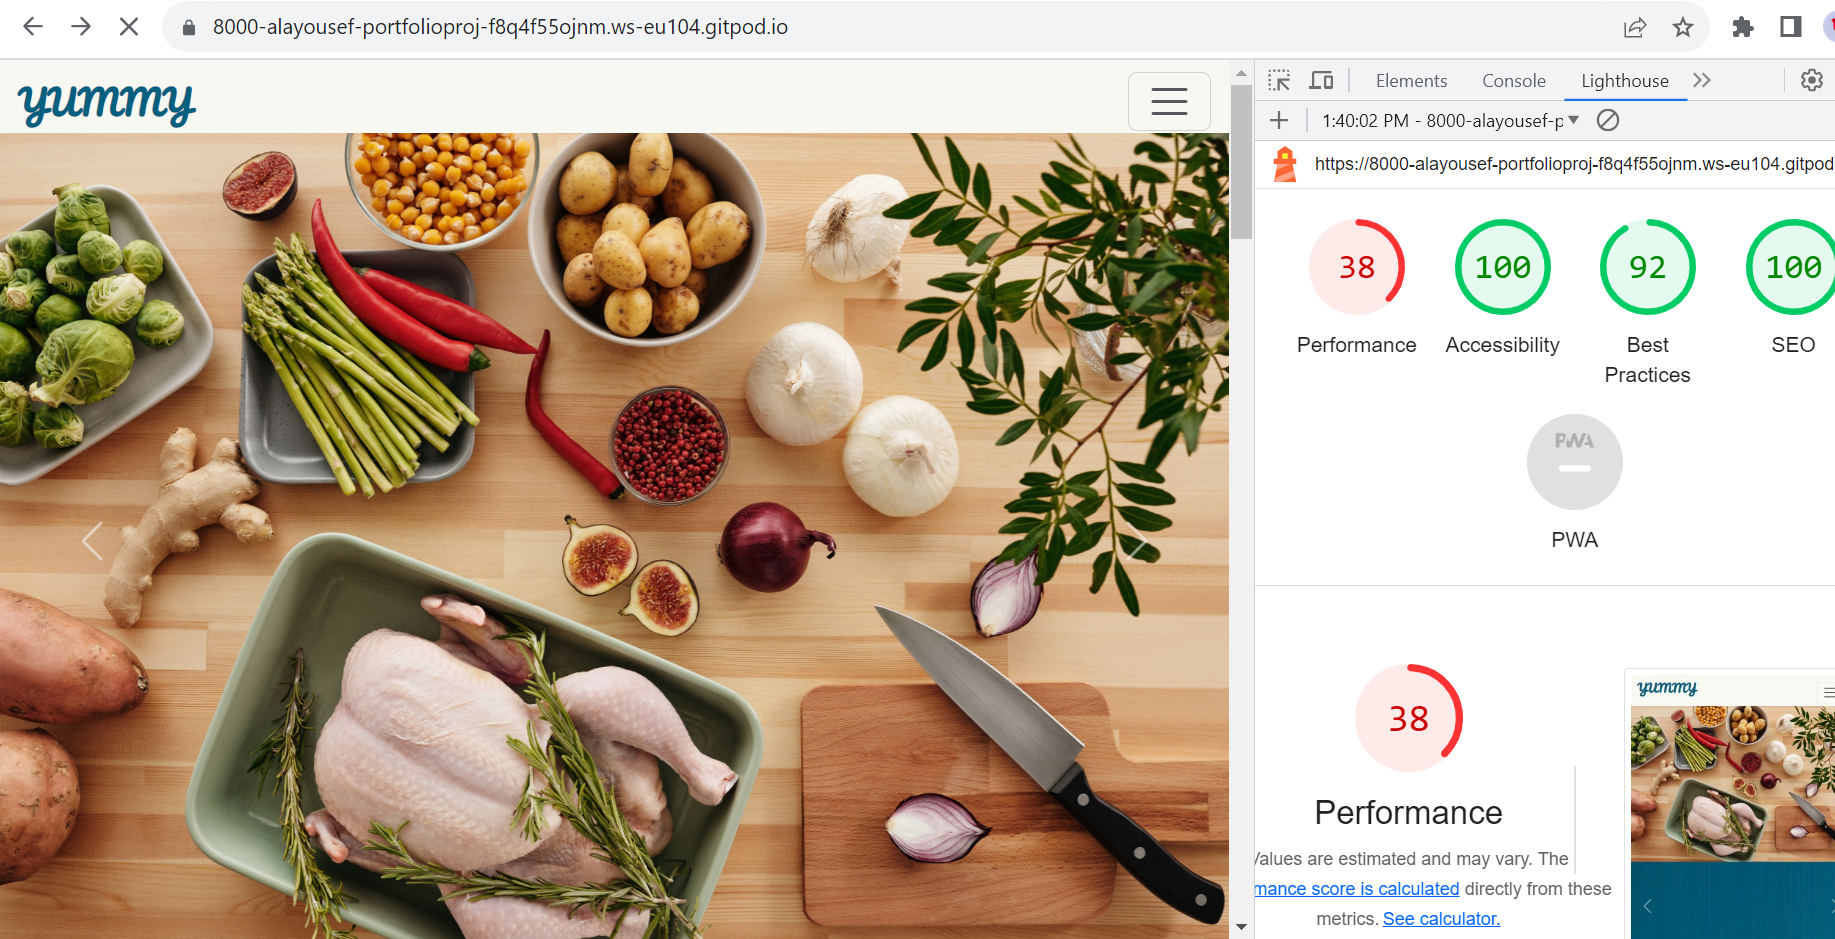 8000-alayousef-portfolioproj-f8q4f55ojnm.ws-eu104.gitpod.io
yummy
Elements Console Lighthouse
1:40:02 PM - 8000-alayousef-p
https://8000-alayousef-portfolioproj-f8q4f55ojnm.ws-eu104.gitpod
38 100 92 100
Performance Accessibility Best Practices SEO
PWA
PWA
38
Performance
Values are estimated and may vary. The
mance score is calculated directly from these
metrics. See calculator.
yummy